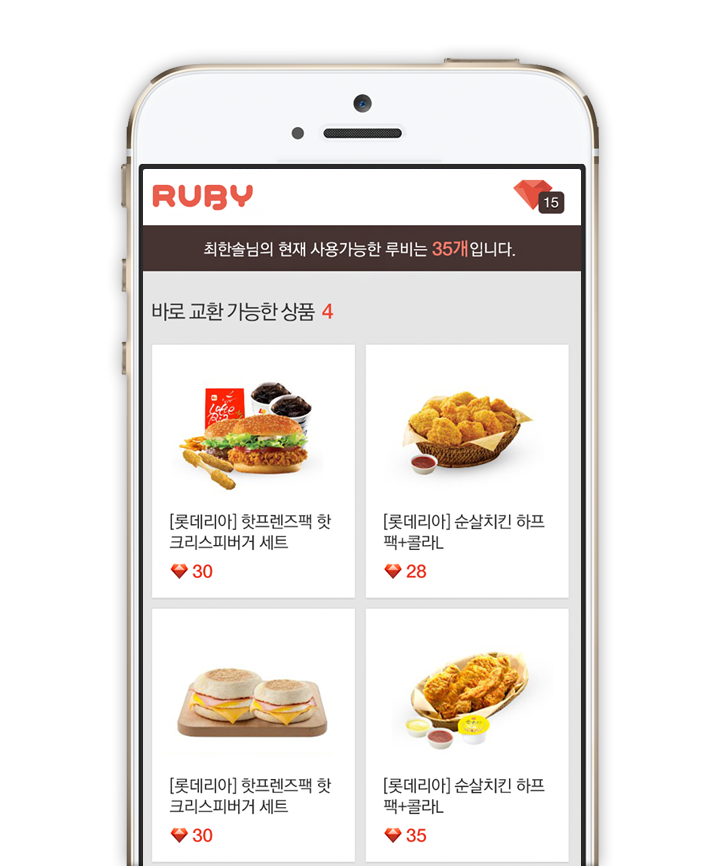 RUBY
15
최한솔님의 현재 사용가능한 루비는 35개입니다.
바로 교환 가능한 상품 4
[롯데리아] 핫프렌즈팩 핫
크리스피버거 세트
30
[롯데리아] 순살치킨 하프
팩+콜라L
28
[롯데리아] 핫프렌즈팩 핫
크리스피버거 세트
30
[롯데리아] 순살치킨 하프
팩+콜라L
35